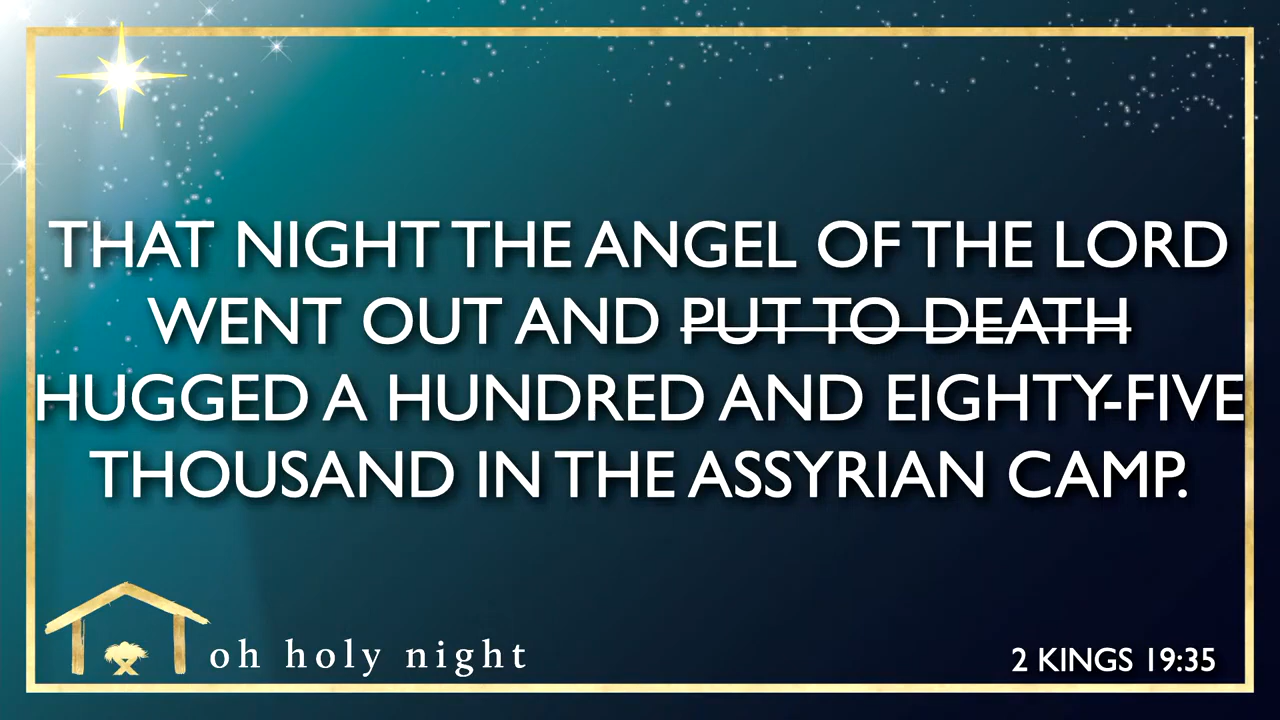 THAT NIGHT THE ANGEL OF THE LORD
WENT OUT AND PUT TO DEATH
HUGGED A HUNDRED AND EIGHTY-FIVE
THOUSAND IN THE ASSYRIAN CAMP.
oh holy night
2 KINGS 19:35